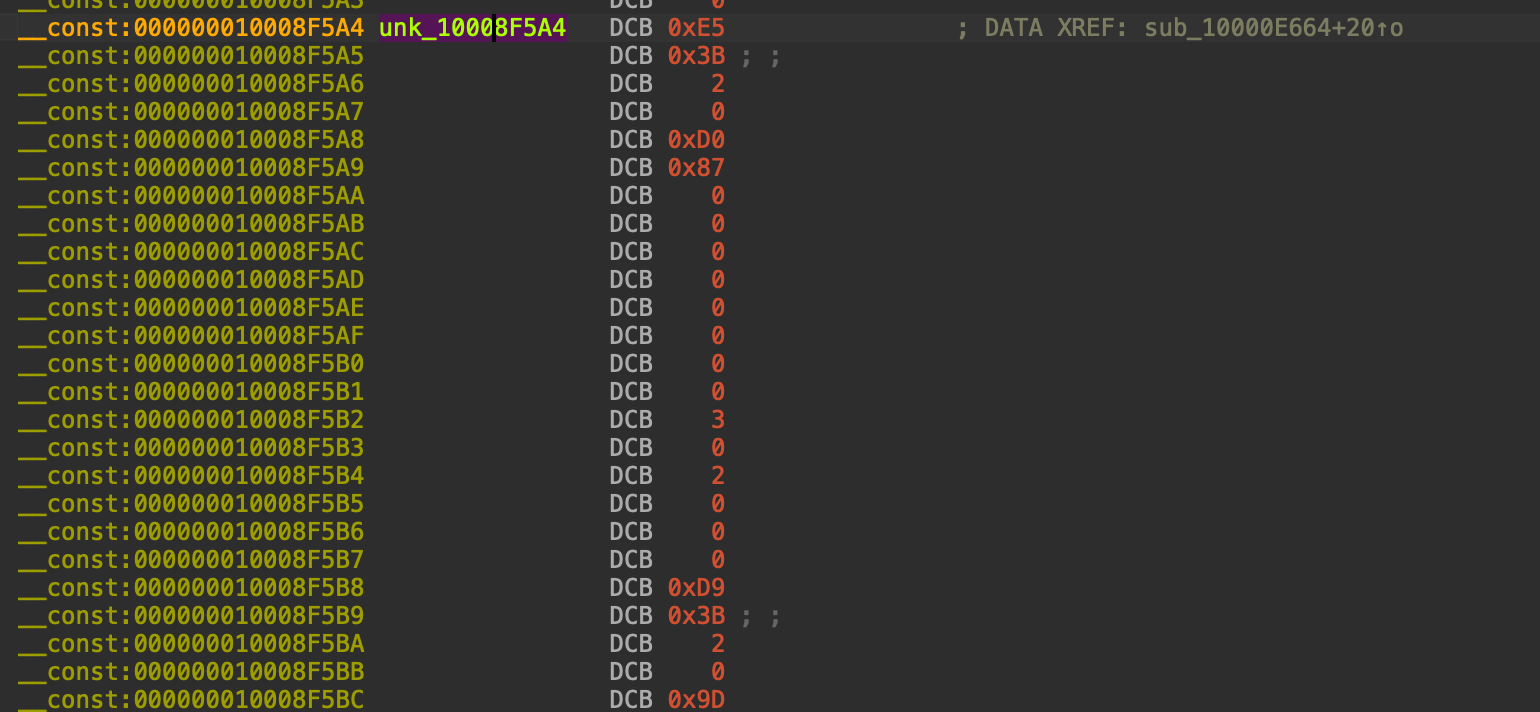 __const:000000010008F5A3 DCB 0
__const:000000010008F5A4 unk_10008F5A4 DCB 0xE5 ; DATA XREF: sub_10000E664+20↑o
__const:000000010008F5A5 DCB 0x3B ; ;
__const:000000010008F5A6 DCB 2
__const:000000010008F5A7 DCB 0
__const:000000010008F5A8 DCB 0xD0
__const:000000010008F5A9 DCB 0x87
__const:000000010008F5AA DCB 0
__const:000000010008F5AB DCB 0
__const:000000010008F5AC DCB 0
__const:000000010008F5AD DCB 0
__const:000000010008F5AE DCB 0
__const:000000010008F5AF DCB 0
__const:000000010008F5B0 DCB 0
__const:000000010008F5B1 DCB 0
__const:000000010008F5B2 DCB 3
__const:000000010008F5B3 DCB 0
__const:000000010008F5B4 DCB 2
__const:000000010008F5B5 DCB 0
__const:000000010008F5B6 DCB 0
__const:000000010008F5B7 DCB 0
__const:000000010008F5B8 DCB 0xD9
__const:000000010008F5B9 DCB 0x3B ; ;
__const:000000010008F5BA DCB 2
__const:000000010008F5BB DCB 0
__const:000000010008F5BC DCB 0x9D